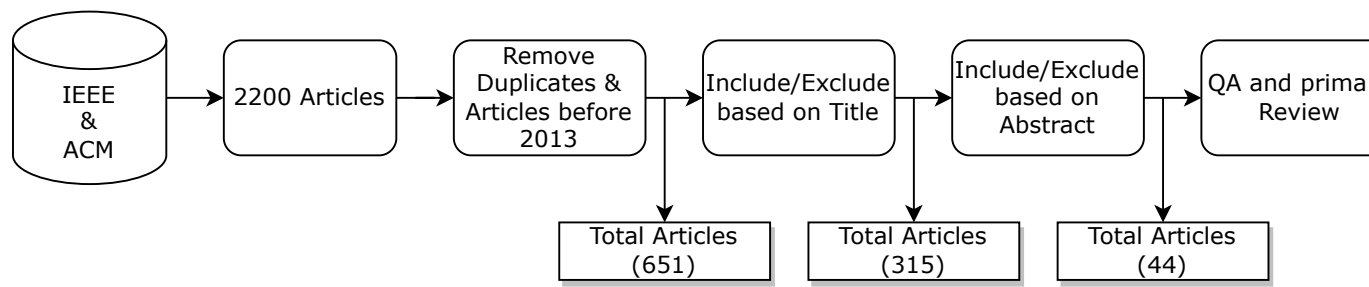 IEEE
&
ACM
2200 Articles
Remove
Duplicates &
Articles before
2013
Include/Exclude
based on Title
Include/Exclude
based on
Abstract
QA and prima
Review
Total Articles
(651)
Total Articles
(315)
Total Articles
(44)